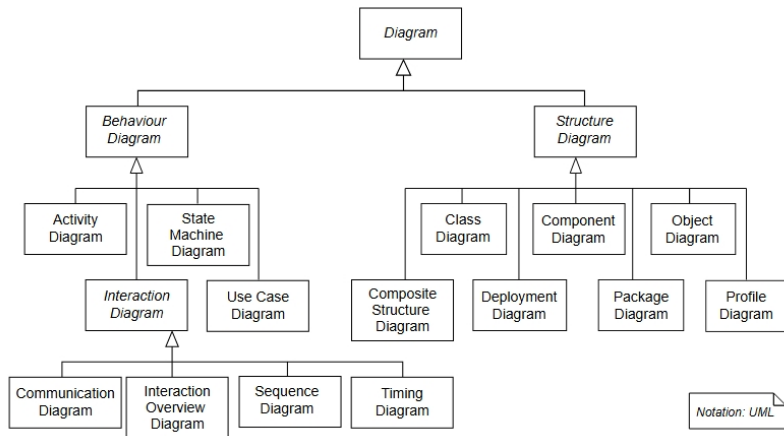 Diagram
Behaviour
Diagram
Structure
Diagram
Activity
Diagram
State
Machine
Diagram
Class
Diagram
Component
Diagram
Object
Diagram
Interaction
Diagram
Use Case
Diagram
Composite
Structure
Diagram
Deployment
Diagram
Package
Diagram
Profile
Diagram
Communication
Diagram
Interaction
Overview
Diagram
Sequence
Diagram
Timing
Diagram
Notation: UML